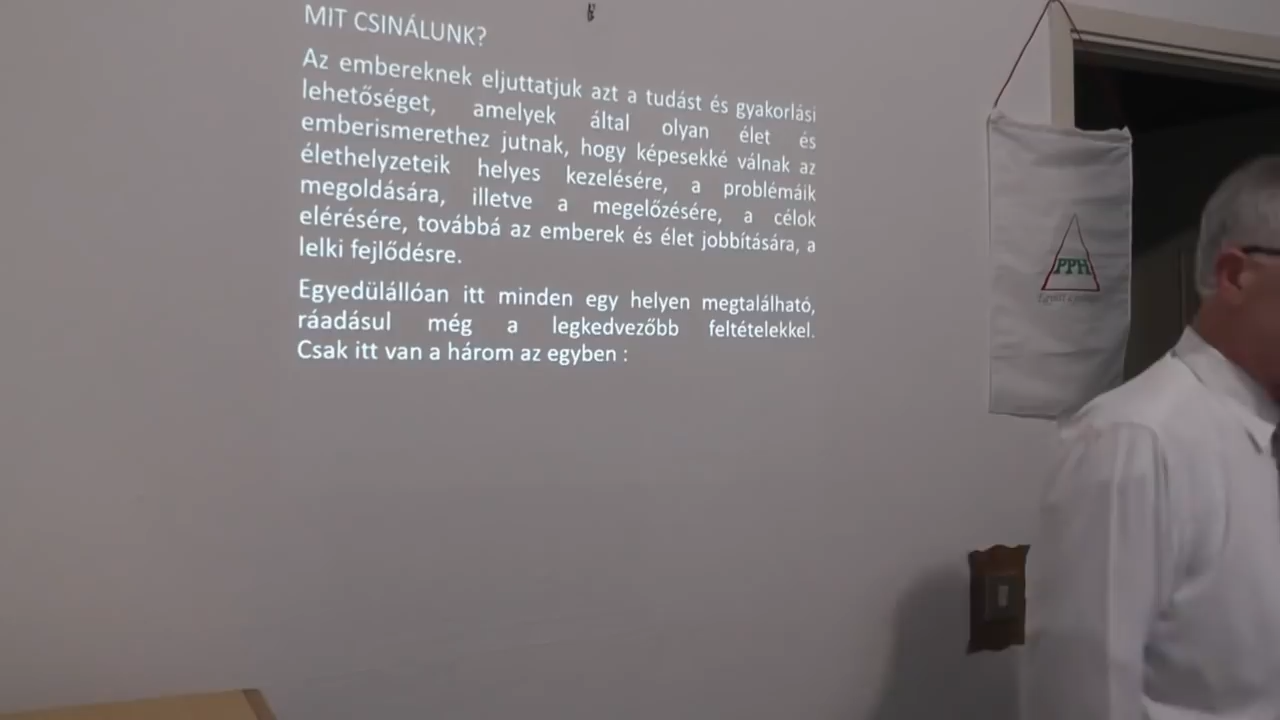 MIT CSINÁLUNK?
Az embereknek eljuttatjuk azt a tudást és gyakorlási
lehetőséget, amelyek által olyan élet és
emberismerethez jutnak, hogy képesekké válnak az
élethelyzeteik helyes kezelésére, a problémáik
megoldására, illetve a megelőzésére, a célok
elérésére, továbbá az emberek és élet jobbítására, a
lelki fejlődésre.
Egyedülállóan itt minden egy helyen megtalálható,
ráadásul még a legkedvezőbb feltételekkel.
Csak itt van a három az egyben :
PPH